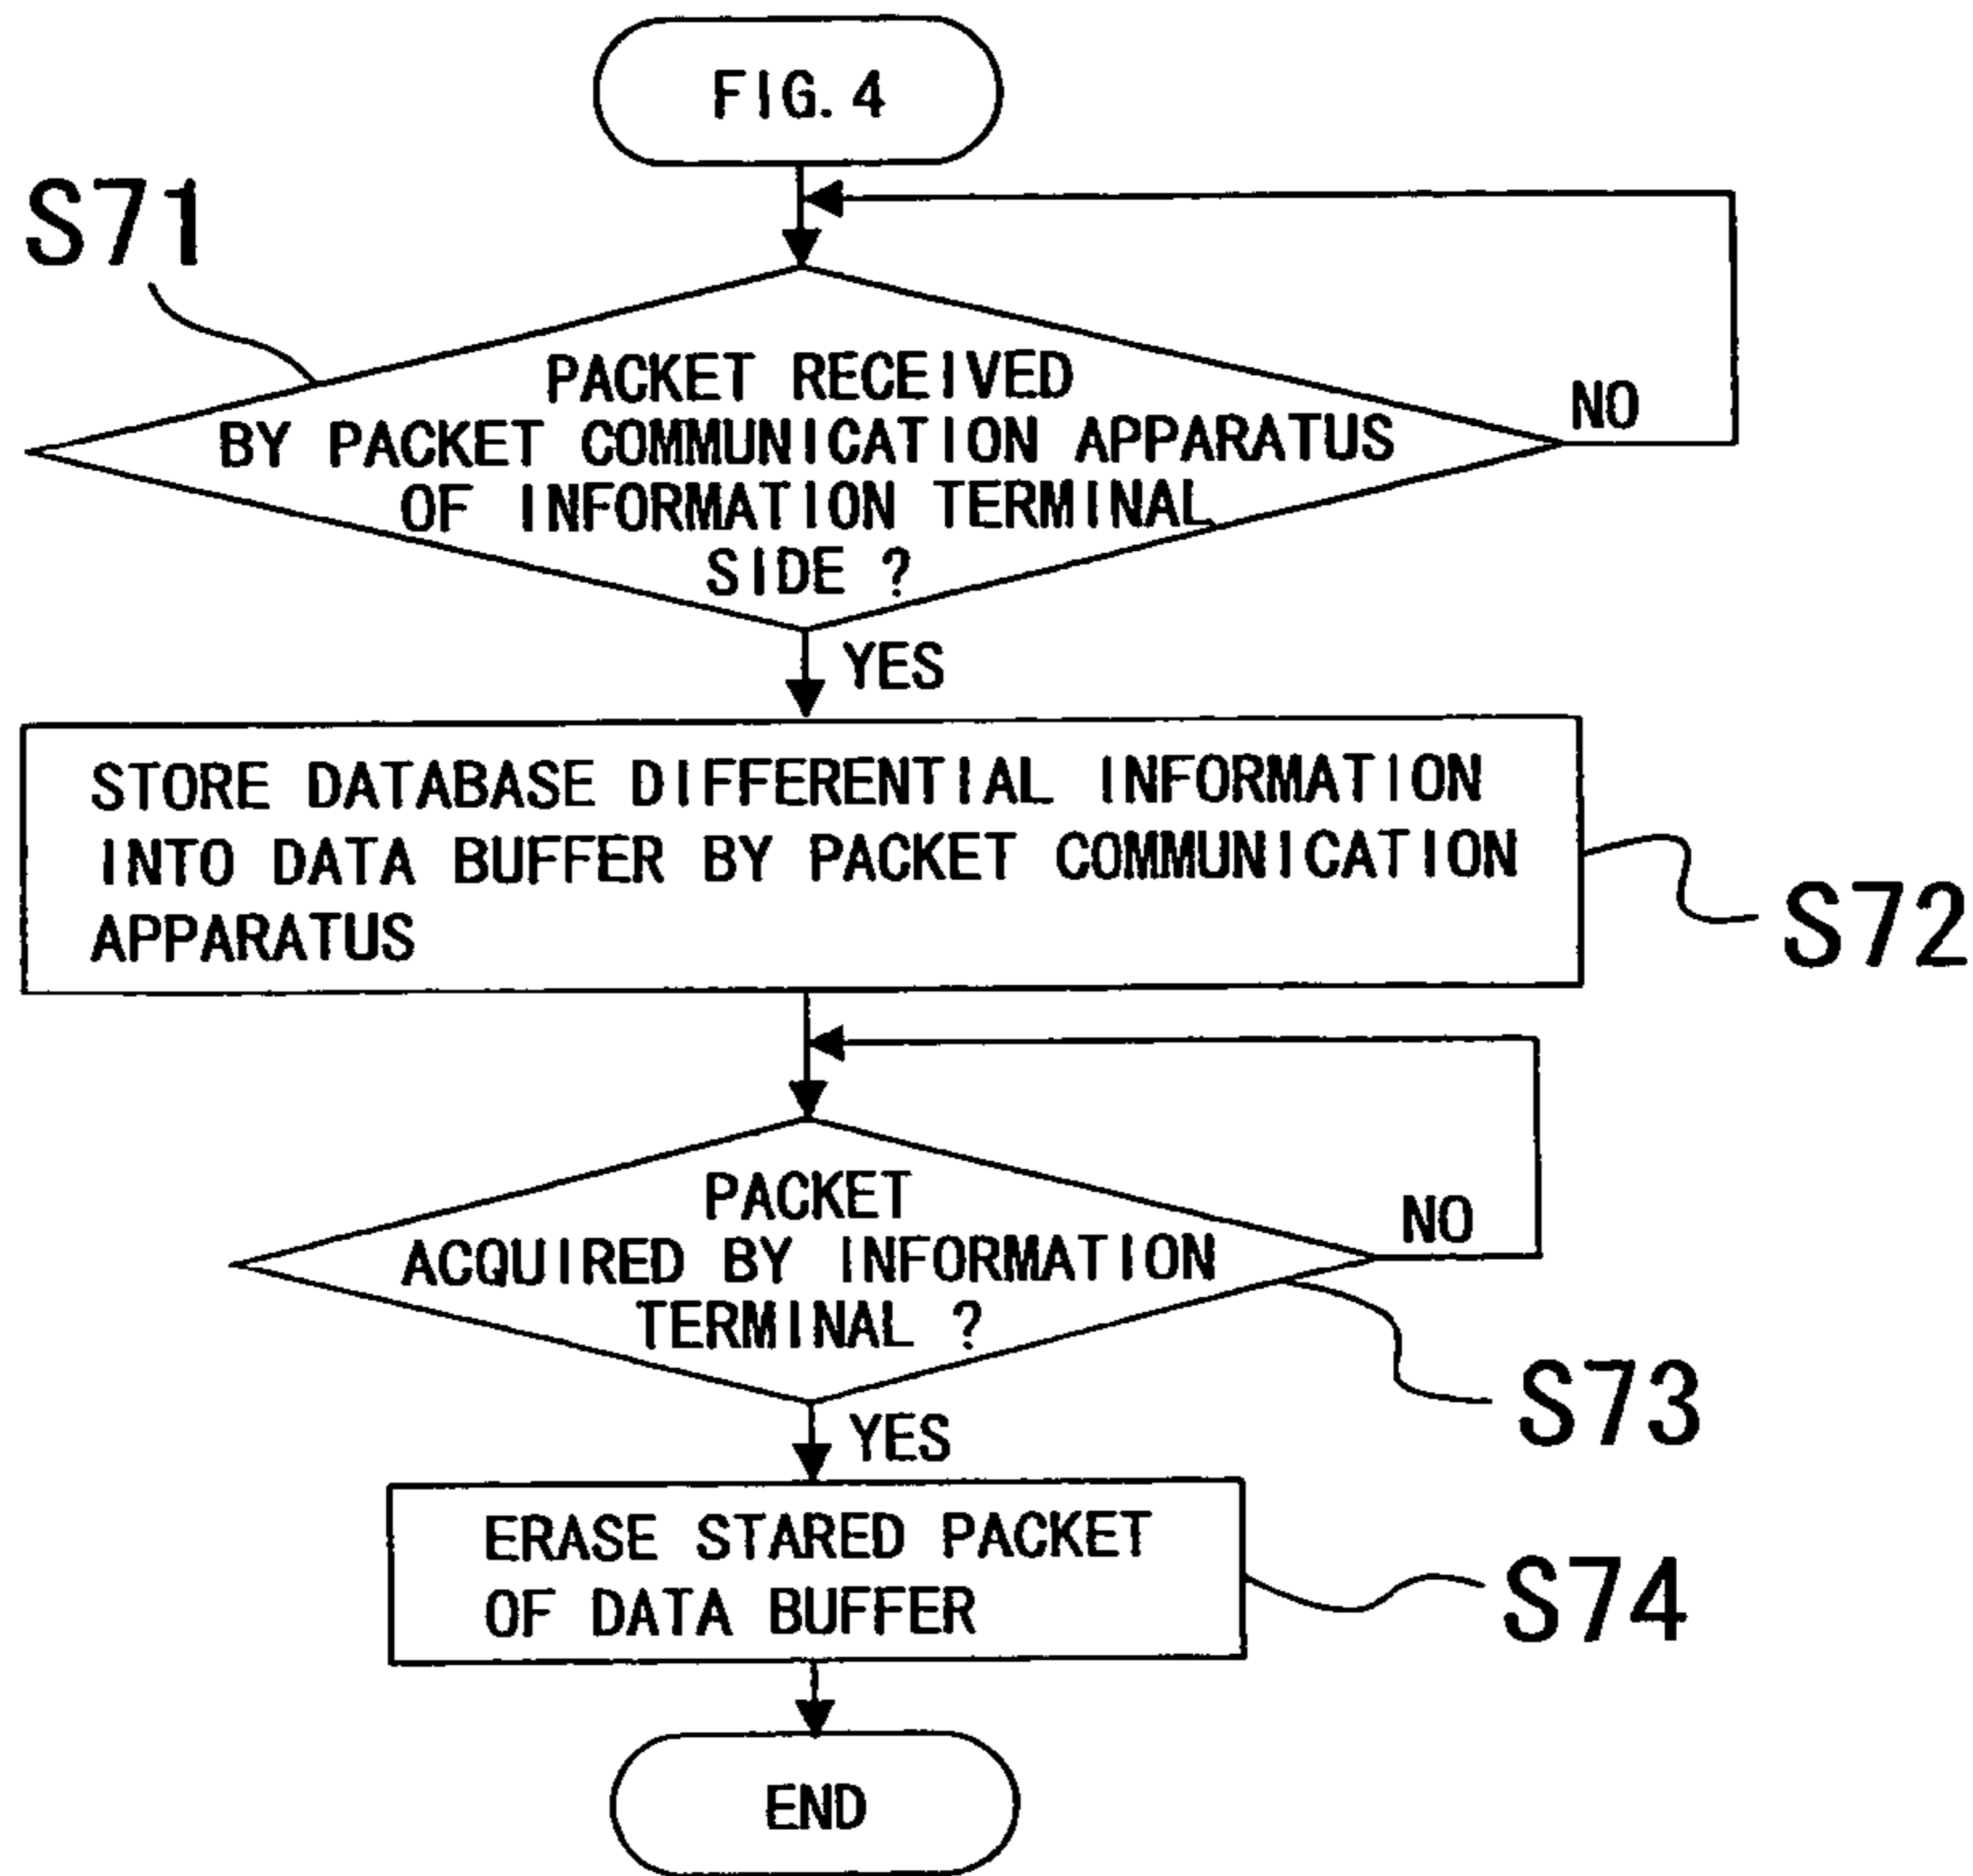 FIG. 4
S71
PACKET RECEIVED
BY PACKET COMMUNICATION APPARATUS
OF INFORMATION TERMINAL
SIDE ?
NO
YES
STORE DATABASE DIFFERENTIAL INFORMATION
INTO DATA BUFFER BY PACKET COMMUNICATION
APPARATUS
S72
PACKET
ACQUIRED BY INFORMATION
TERMINAL ?
NO
S73
YES
ERASE STARED PACKET
OF DATA BUFFER
S74
END